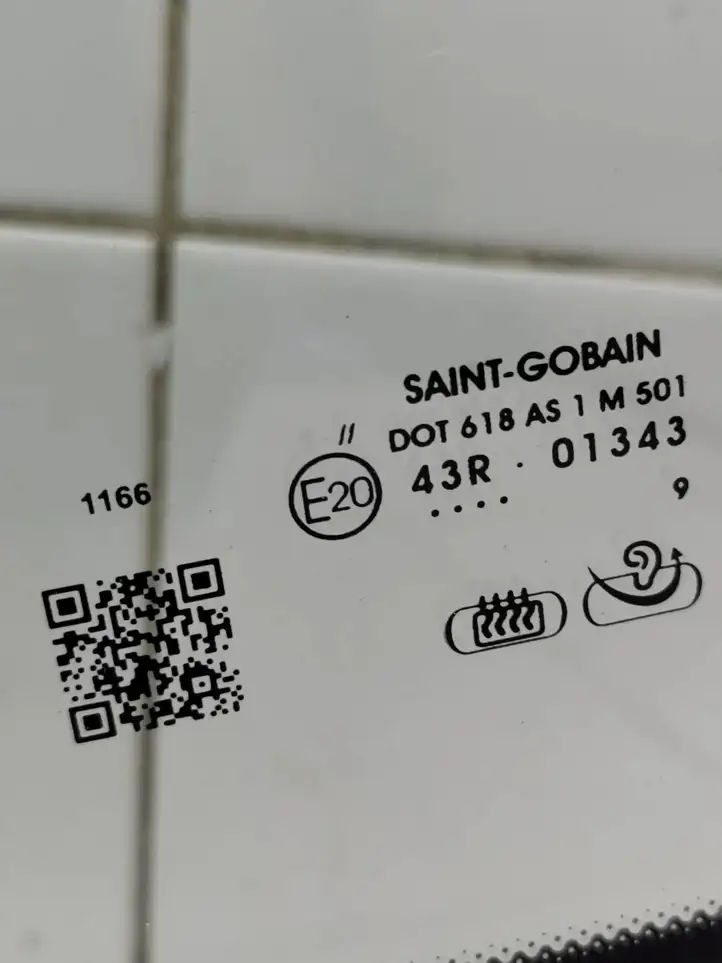 SAINT-GOBAIN
DOT 618 AS 1 M 501
//
E20
43R · 01343
....
9
1166